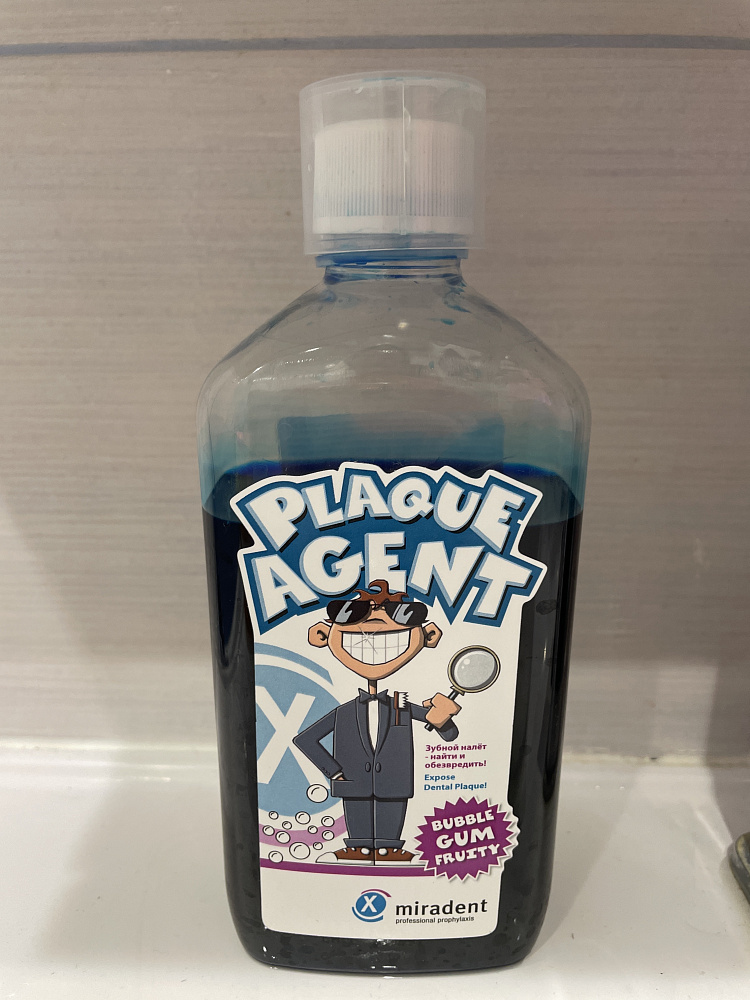 PLAQUE
AGENT
X
Зубной налёт
- найти и
обезвредить!
Expose
Dental Plaque!
BUBBLE
GUM
FRUITY
X miradent
professional prophylaxis